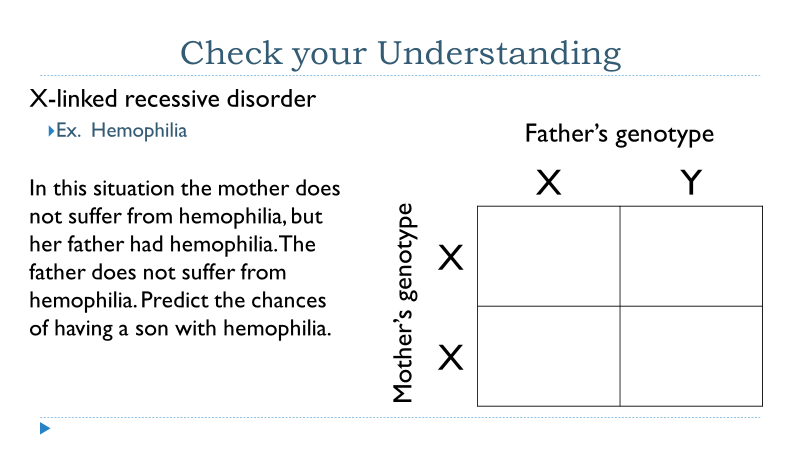 Check your Understanding
X-linked recessive disorder
Ex. Hemophilia
In this situation the mother does
not suffer from hemophilia, but
her father had hemophilia. The
father does not suffer from
hemophilia. Predict the chances
of having a son with hemophilia.
Father’s genotype
X Y
Mother’s genotype
X
X